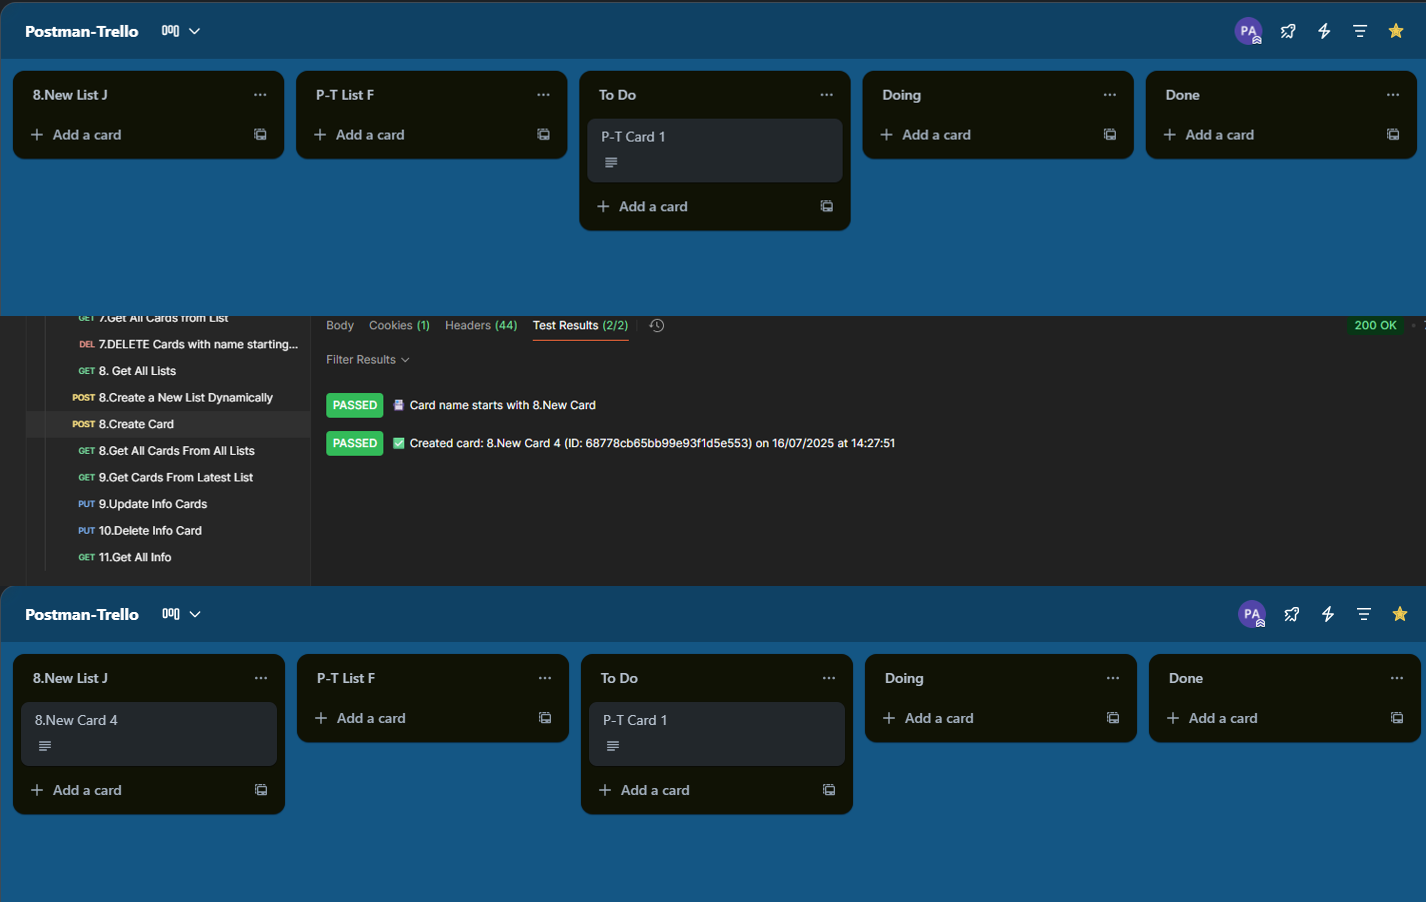 Postman-Trello
PA
8.New List J
Add a card
P-T List F
Add a card
To Do
P-T Card 1
Add a card
Doing
Add a card
Done
Add a card
GET 7.Get All Cards from List
DEL 7.DELETE Cards with name starting...
GET 8. Get All Lists
POST 8.Create a New List Dynamically
POST 8.Create Card
GET 8.Get All Cards From All Lists
GET 9.Get Cards From Latest List
PUT 9.Update Info Cards
PUT 10.Delete Info Card
GET 11.Get All Info
Body Cookies (1) Headers (44) Test Results (2/2)
200 OK
Filter Results
PASSED Card name starts with 8.New Card
PASSED Created card: 8.New Card 4 (ID: 68778cb65bb99e93f1d5e553) on 16/07/2025 at 14:27:51
Postman-Trello
PA
8.New List J
8.New Card 4
Add a card
P-T List F
Add a card
To Do
P-T Card 1
Add a card
Doing
Add a card
Done
Add a card